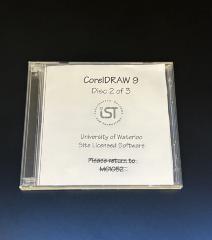 CorelDRAW 9
Disc 2 of 3
IST
University of Waterloo
Site Licensed Software
Please return to